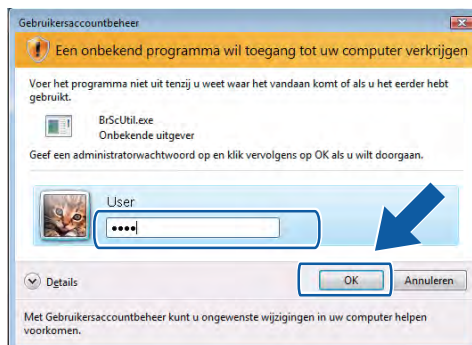 Gebruikersaccountbeheer
Een onbekend programma wil toegang tot uw computer verkrijgen
Voer het programma niet uit tenzij u weet waar het vandaan komt of als u het eerder hebt
gebruikt.
BrScUtil.exe
Onbekende uitgever
Geef een administratorwachtwoord op en klik vervolgens op OK als u wilt doorgaan.
User
••••
Details
OK
Annuleren
Met Gebruikersaccountbeheer kunt u ongewenste wijzigingen in uw computer helpen
voorkomen.